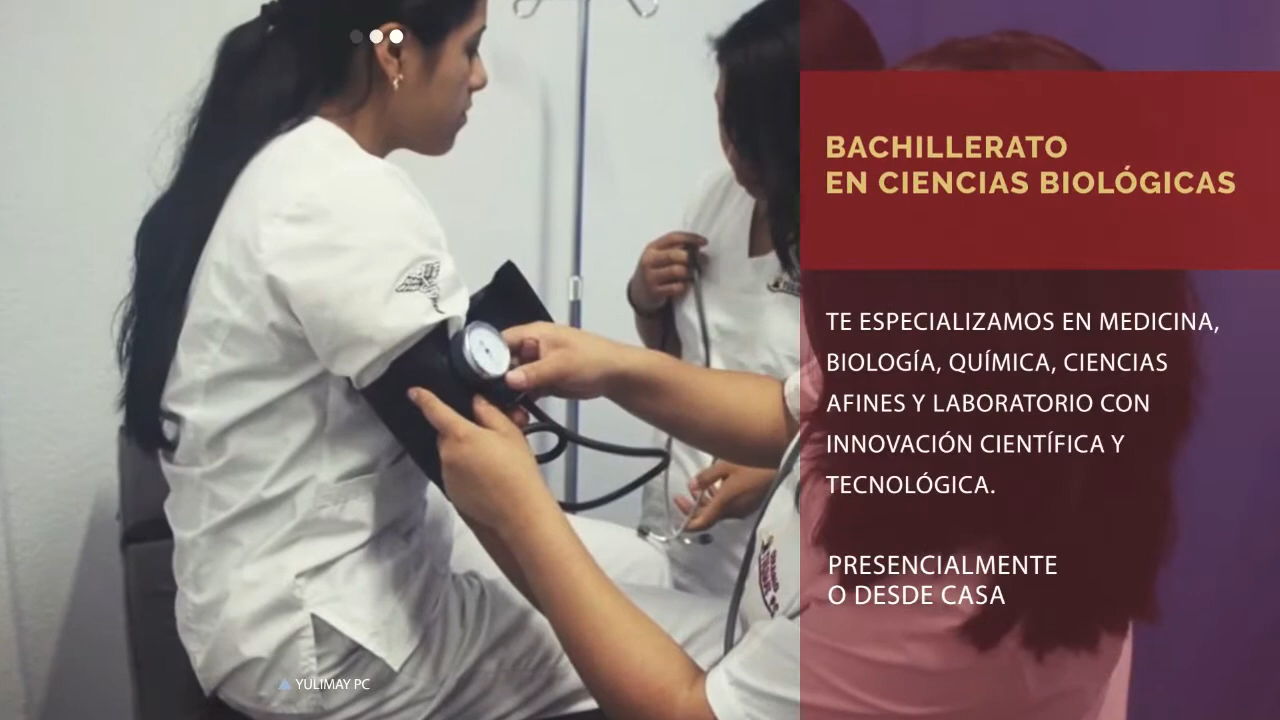 BACHILLERATO
EN CIENCIAS BIOLÓGICAS
TE ESPECIALIZAMOS EN MEDICINA,
BIOLOGÍA, QUÍMICA, CIENCIAS
AFINES Y LABORATORIO CON
INNOVACIÓN CIENTÍFICA Y
TECNOLÓGICA.
PRESENCIALMENTE
O DESDE CASA
YULIMAY PC